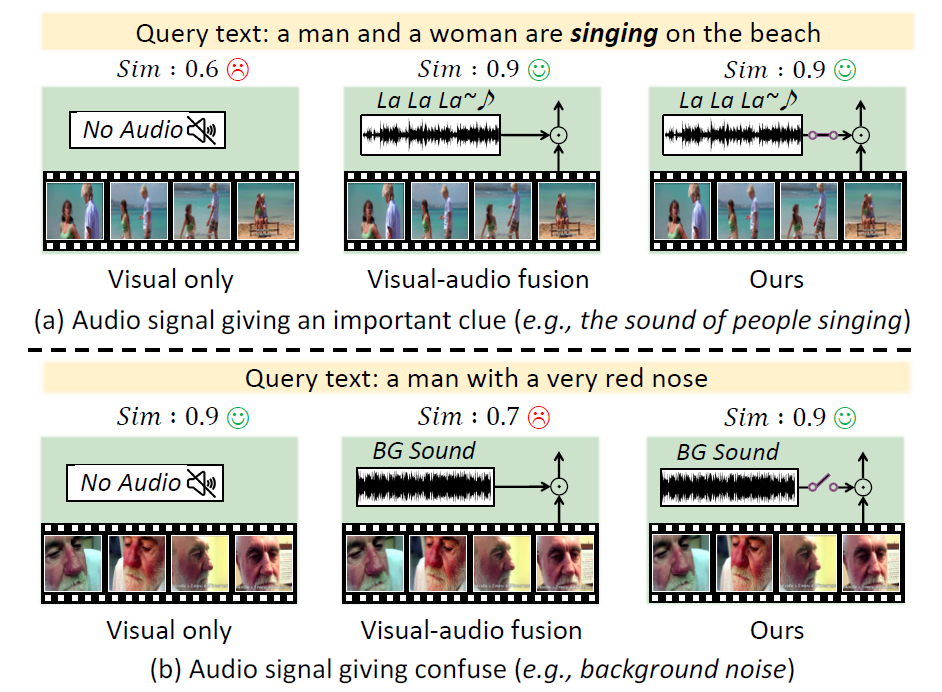 Query text: a man and a woman are singing on the beach
Sim : 0.6
Sim : 0.9
Sim : 0.9
No Audio
La La La~♪
La La La~♪
Visual only
Visual-audio fusion
Ours
(a) Audio signal giving an important clue (e.g., the sound of people singing)
Query text: a man with a very red nose
Sim : 0.9
Sim : 0.7
Sim : 0.9
No Audio
BG Sound
BG Sound
Visual only
Visual-audio fusion
Ours
(b) Audio signal giving confuse (e.g., background noise)